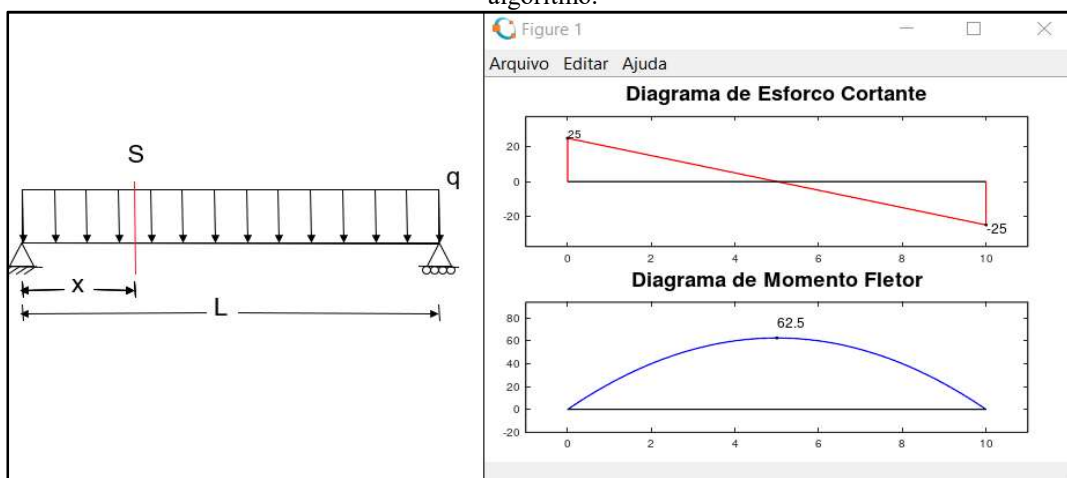 algoritmo.
S
q
x
L
Figure 1
Arquivo Editar Ajuda
Diagrama de Esforco Cortante
25
20
0
-20
-25
0 2 4 6 8 10
Diagrama de Momento Fletor
62.5
80
60
40
20
0
-20
0 2 4 6 8 10